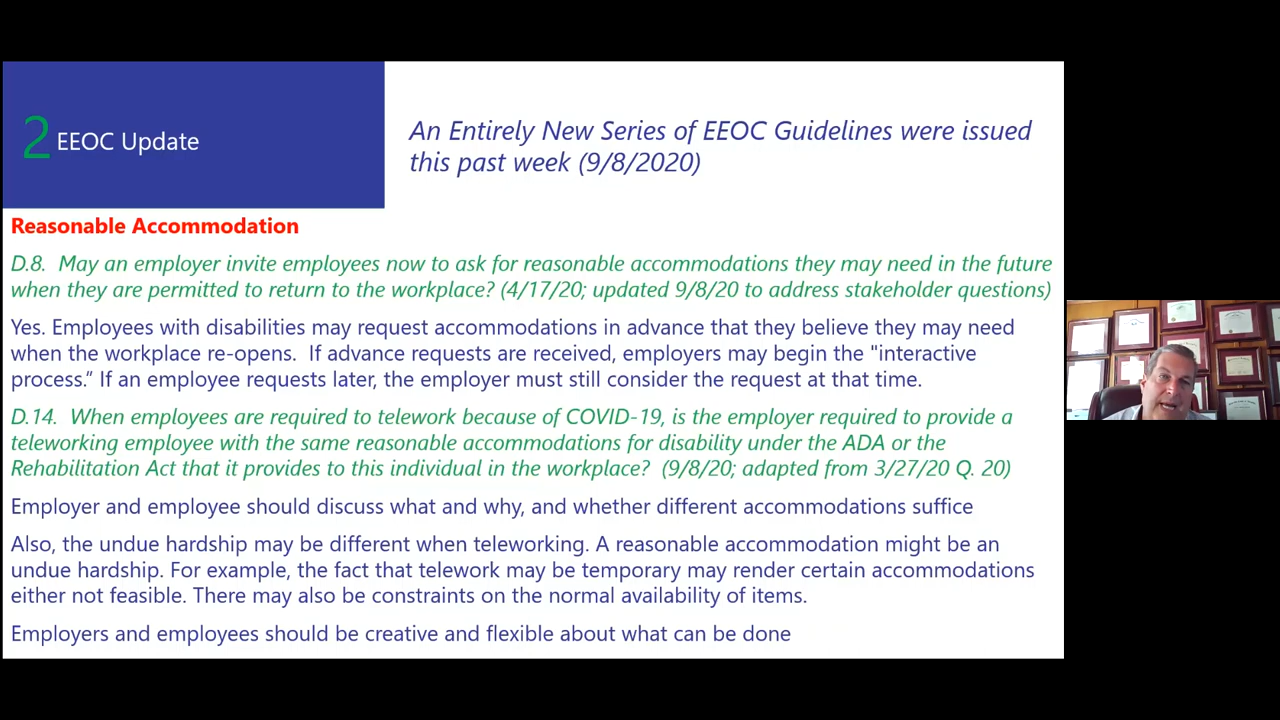 2 EEOC Update
An Entirely New Series of EEOC Guidelines were issued
this past week (9/8/2020)
Reasonable Accommodation
D.8.  May an employer invite employees now to ask for reasonable accommodations they may need in the future
when they are permitted to return to the workplace? (4/17/20; updated 9/8/20 to address stakeholder questions)
Yes. Employees with disabilities may request accommodations in advance that they believe they may need
when the workplace re-opens.  If advance requests are received, employers may begin the "interactive
process.” If an employee requests later, the employer must still consider the request at that time.
D.14.  When employees are required to telework because of COVID-19, is the employer required to provide a
teleworking employee with the same reasonable accommodations for disability under the ADA or the
Rehabilitation Act that it provides to this individual in the workplace?  (9/8/20; adapted from 3/27/20 Q. 20)
Employer and employee should discuss what and why, and whether different accommodations suffice
Also, the undue hardship may be different when teleworking. A reasonable accommodation might be an
undue hardship. For example, the fact that telework may be temporary may render certain accommodations
either not feasible. There may also be constraints on the normal availability of items.
Employers and employees should be creative and flexible about what can be done